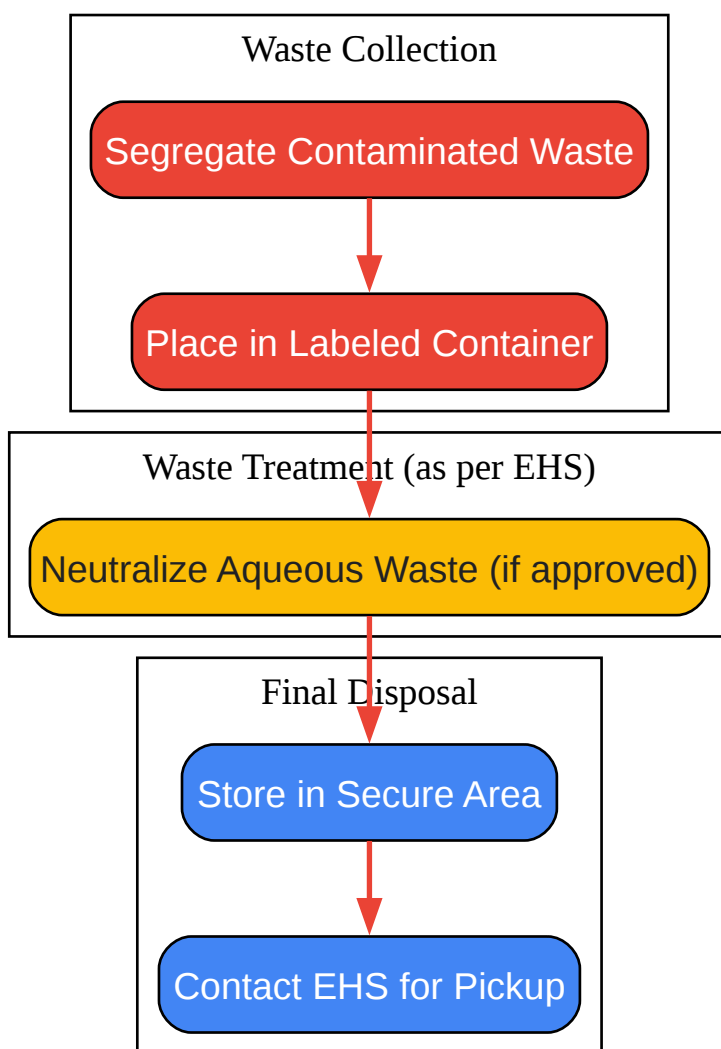 Waste Collection
Segregate Contaminated Waste
Place in Labeled Container
Waste Treatment (as per EHS)
Neutralize Aqueous Waste (if approved)
Final Disposal
Store in Secure Area
Contact EHS for Pickup